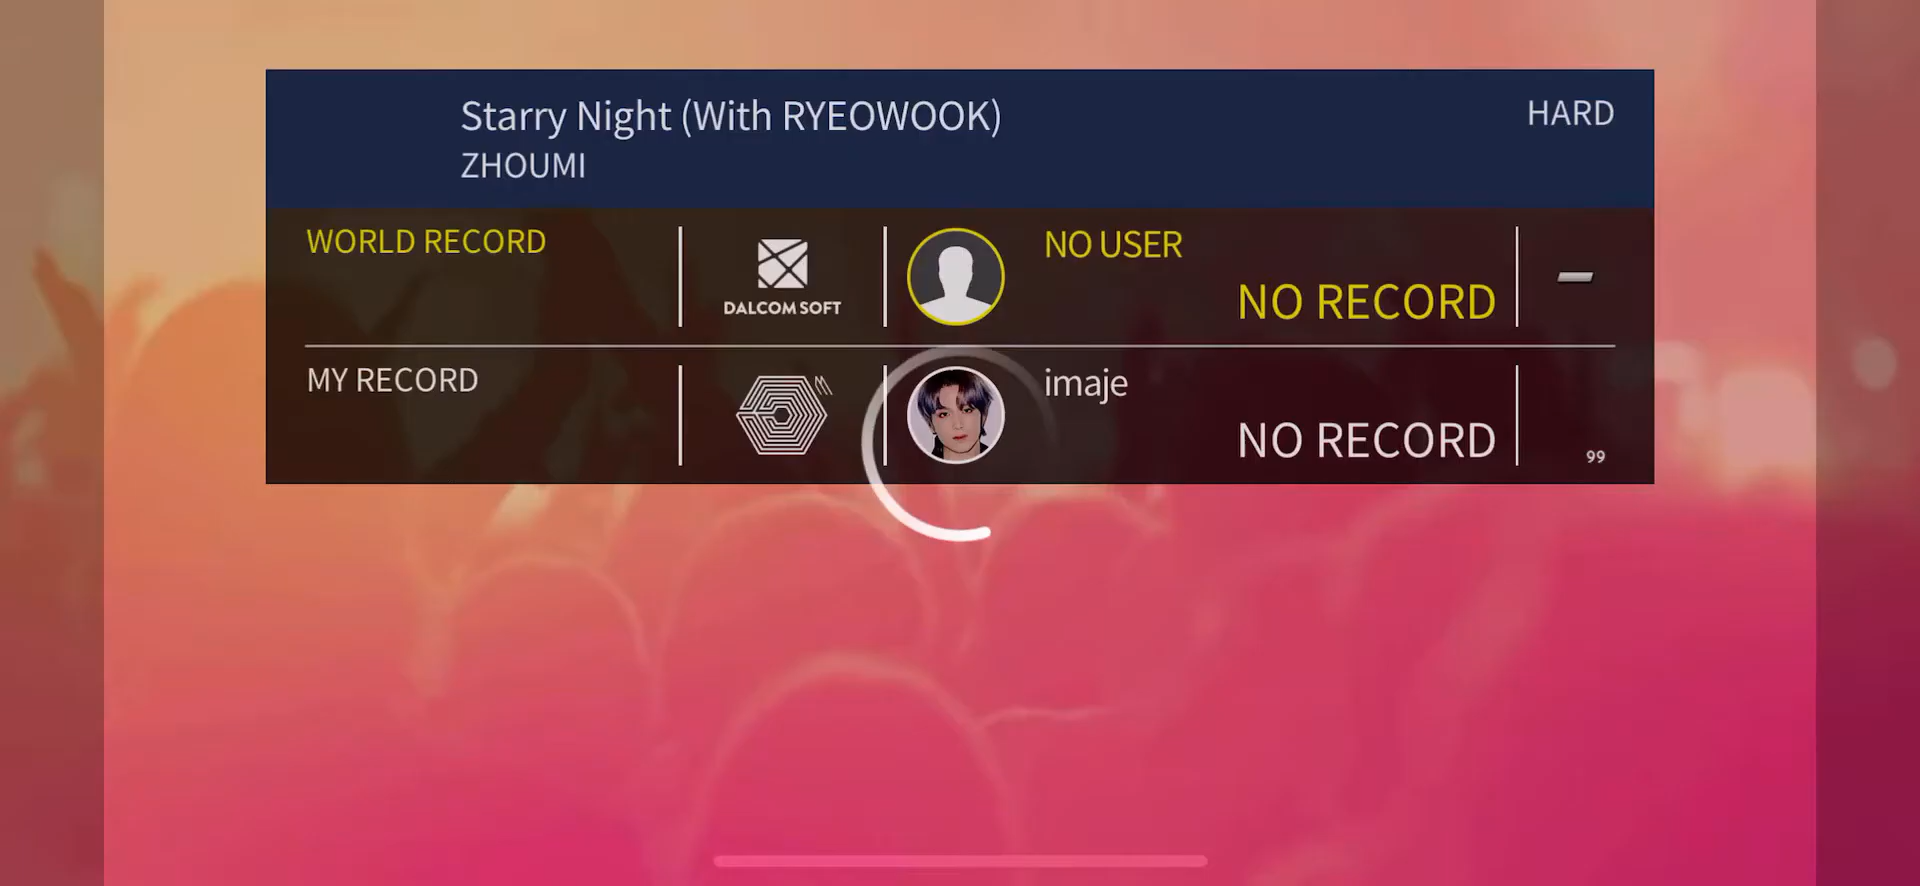 Starry Night (With RYEOWOOK)
HARD
ZHOUMI
WORLD RECORD
DALCOM SOFT
NO USER
NO RECORD
MY RECORD
M
imaje
NO RECORD
99